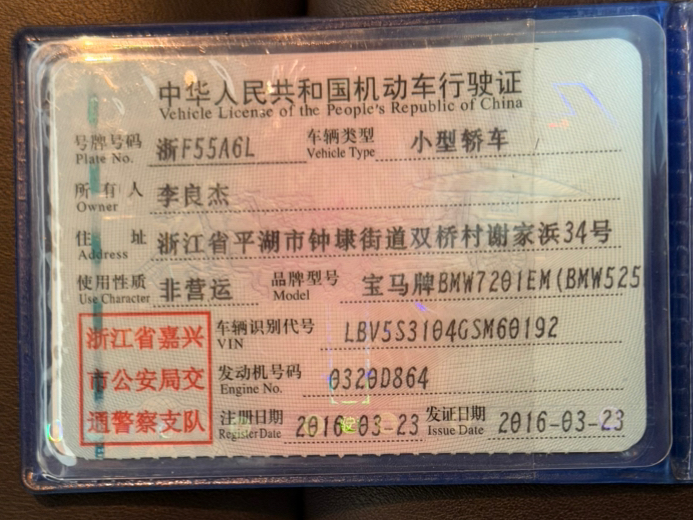 中华人民共和国机动车行驶证
Vehicle License of the People's Republic of China
号牌号码 浙F55A6L 车辆类型 小型轿车
Plate No. Vehicle Type
所有人 李良杰
Owner
住址 浙江省平湖市钟埭街道双桥村谢家浜34号
Address
使用性质 非营运 品牌型号 宝马牌BMW7201EM(BMW525
Use Character Model
浙江省嘉兴
市公安局交
通警察支队
车辆识别代号 LBV5S3104GSM60192
VIN
发动机号码 0320D864
Engine No.
注册日期 2016-03-23 发证日期 2016-03-23
Register Date Issue Date